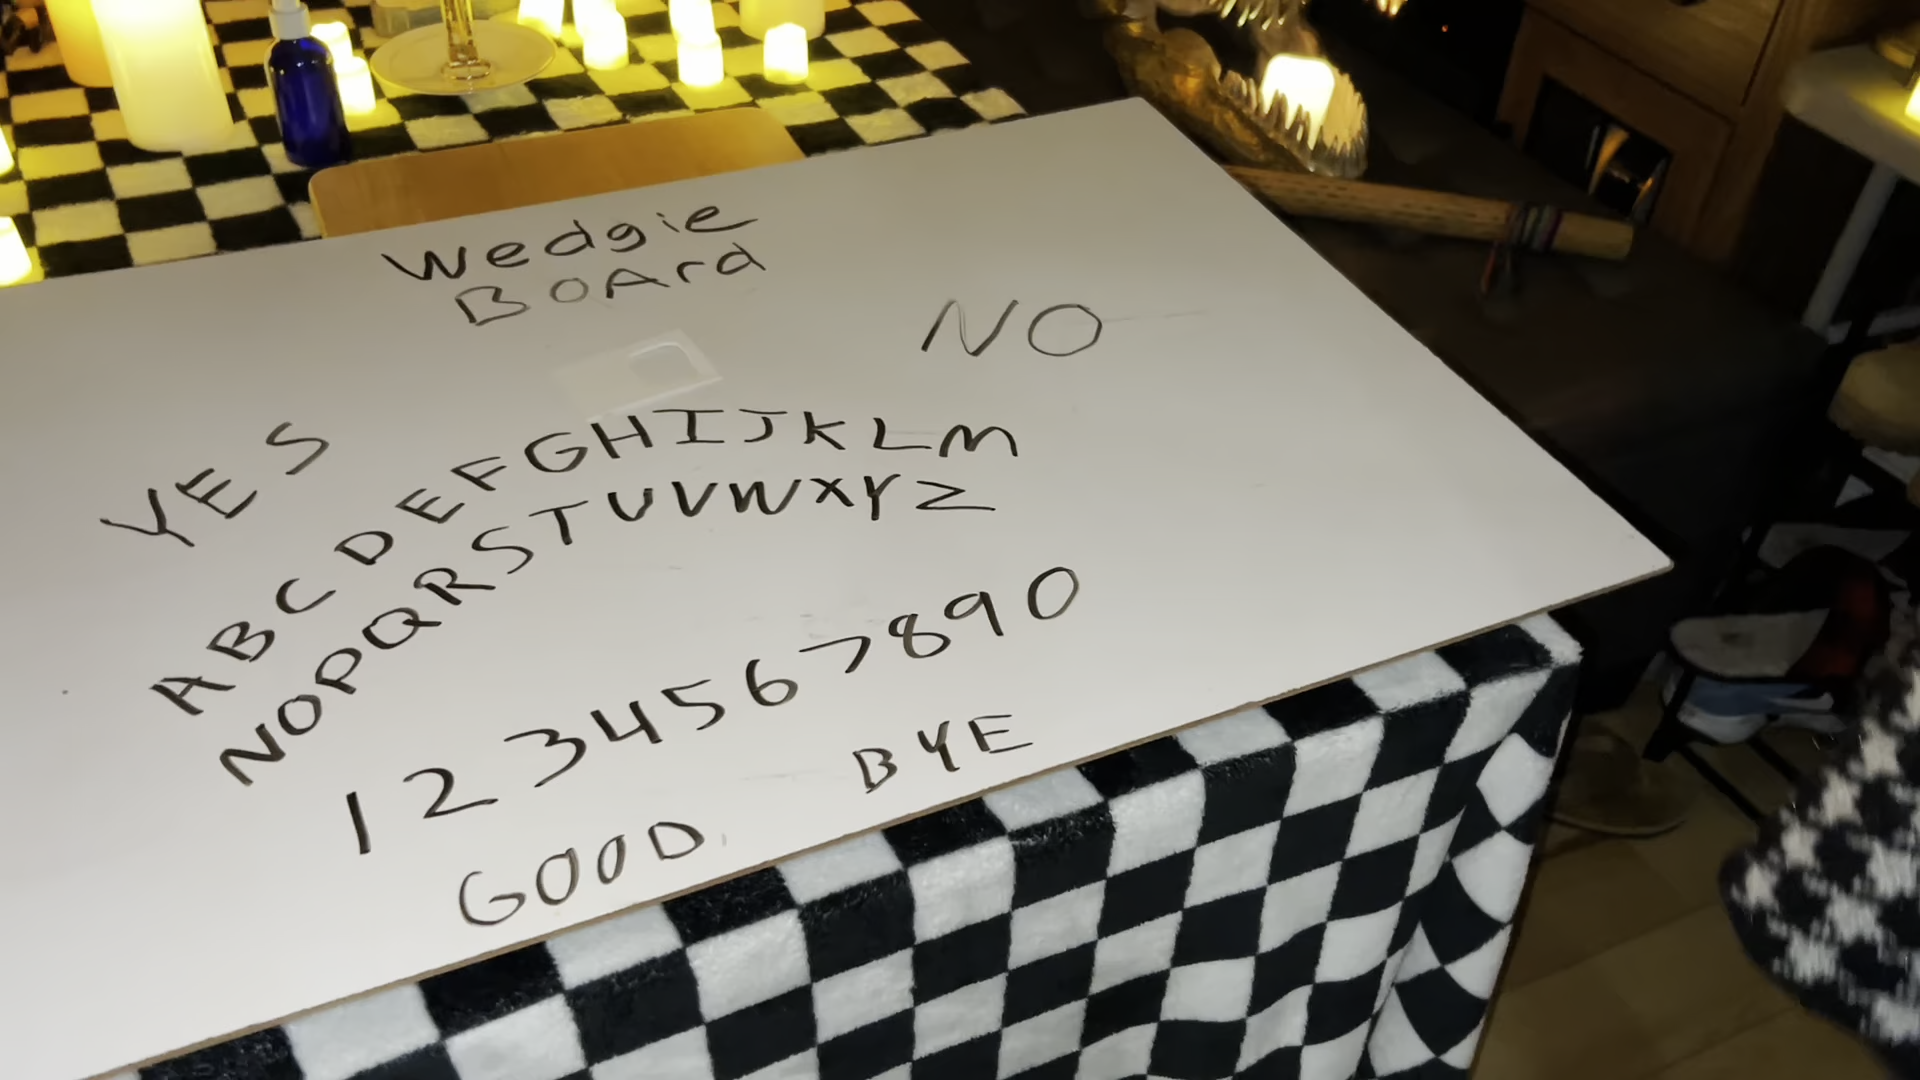 Wedgie
BOArd
YES NO
ABCDEFGHIJKLM
NOPQRSTUVWXYZ
1234567890
GOOD BYE